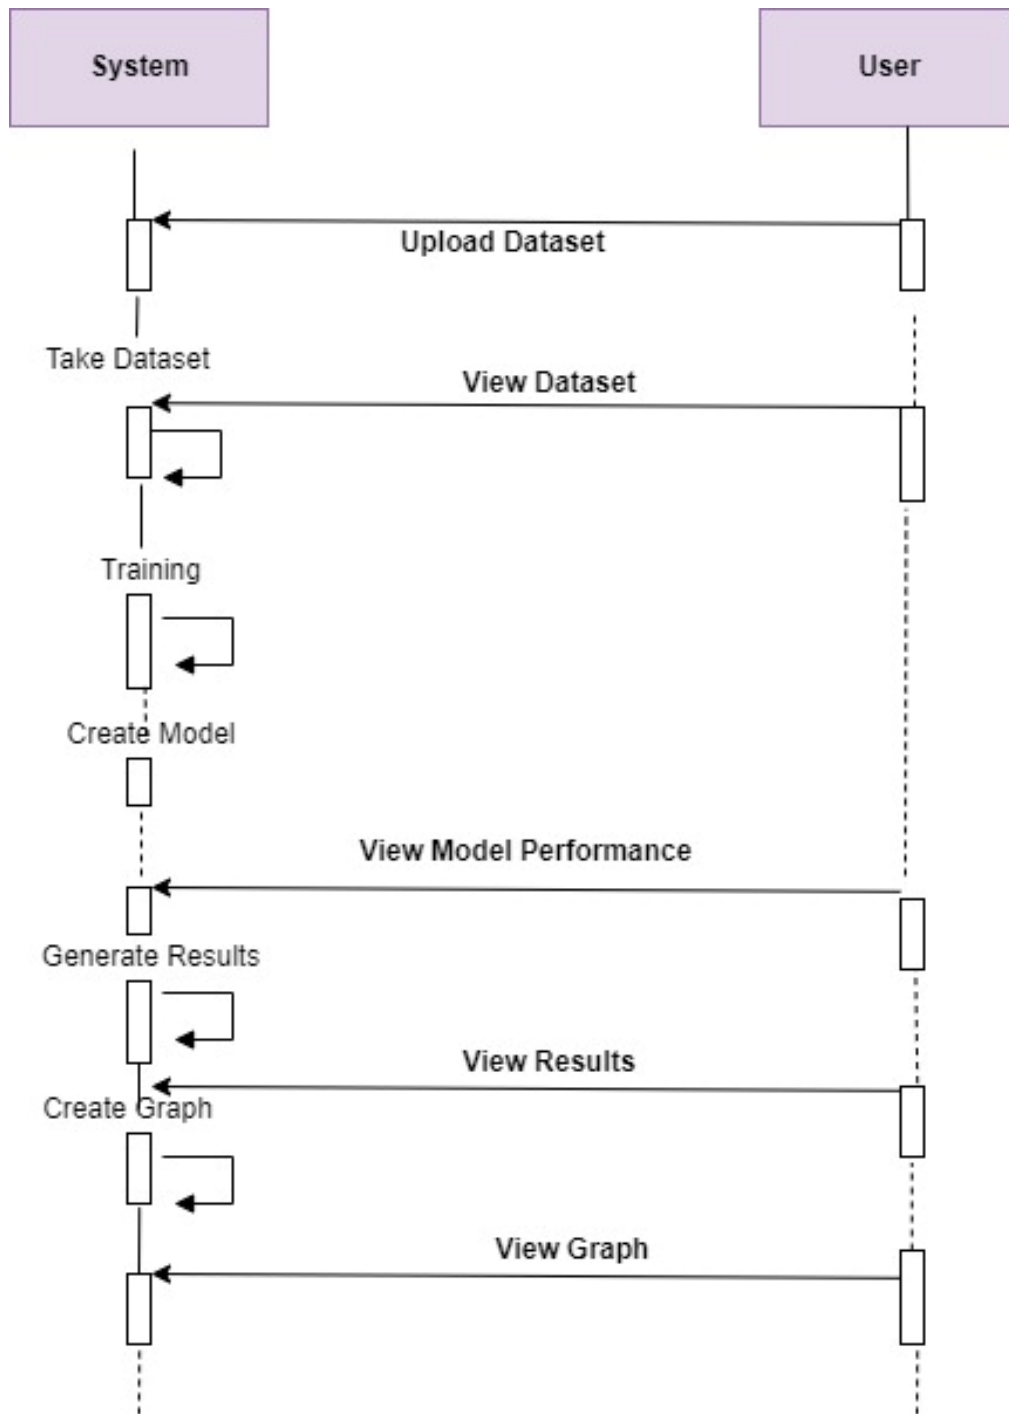 System
User
Upload Dataset
Take Dataset
View Dataset
Training
Create Model
View Model Performance
Generate Results
View Results
Create Graph
View Graph